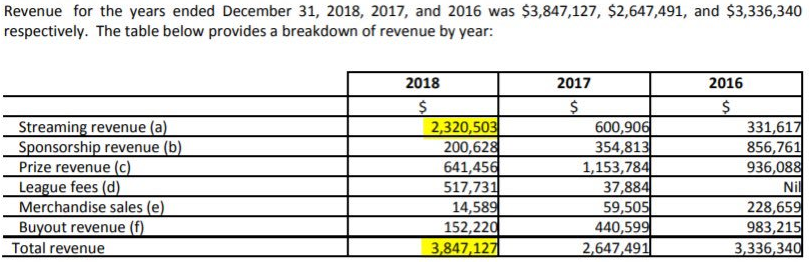 Revenue for the years ended December 31, 2018, 2017, and 2016 was $3,847,127, $2,647,491, and $3,336,340
respectively. The table below provides a breakdown of revenue by year:
2018 2017 2016
$ $ $
Streaming revenue (a) 2,320,503 600,906 331,617
Sponsorship revenue (b) 200,628 354,813 856,761
Prize revenue (c) 641,456 1,153,784 936,088
League fees (d) 517,731 37,884 Nil
Merchandise sales (e) 14,589 59,505 228,659
Buyout revenue (f) 152,220 440,599 983,215
Total revenue 3,847,127 2,647,491 3,336,340